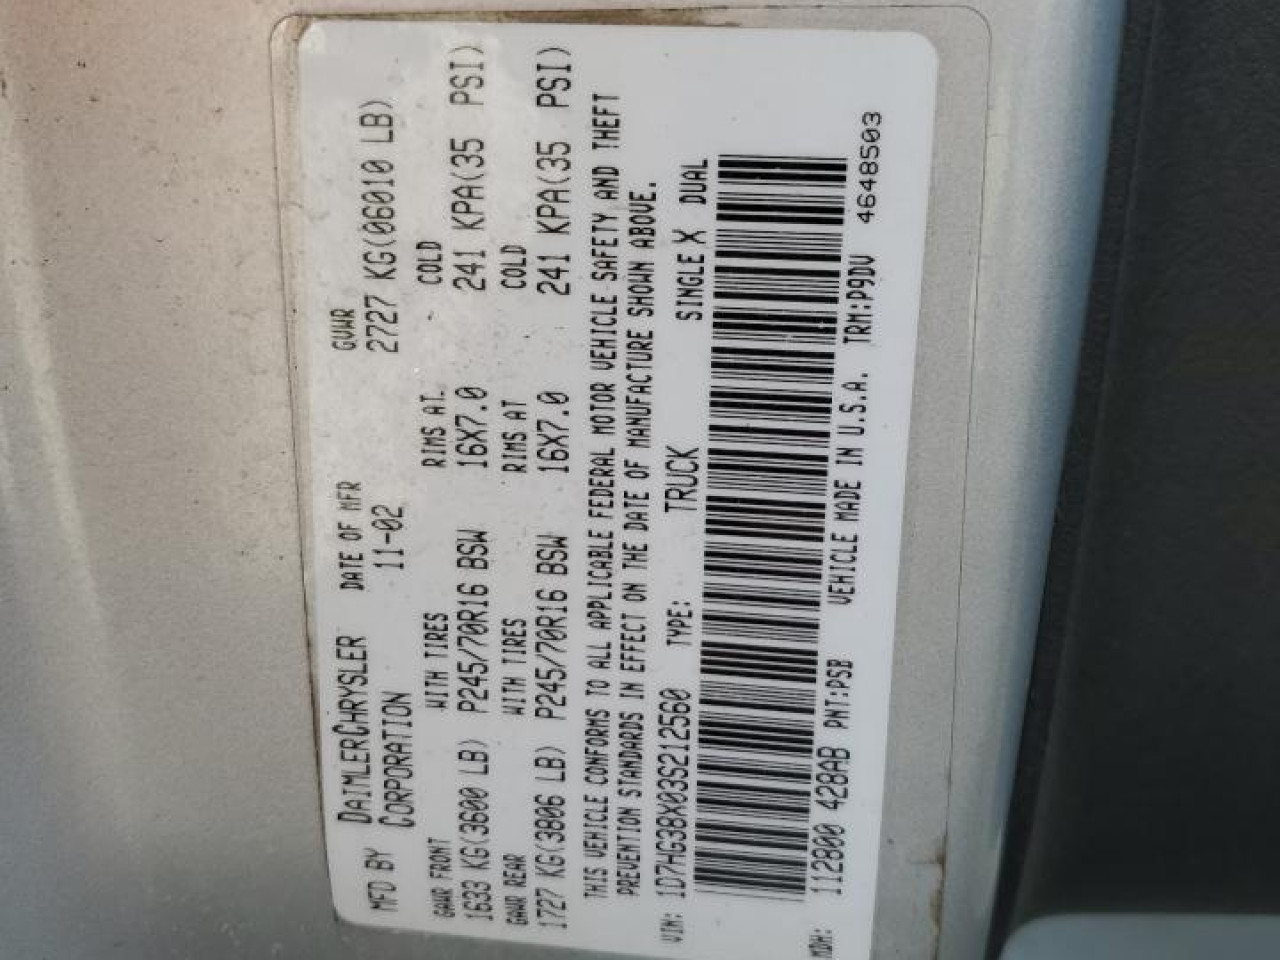 MFD BY DAIMLERCHRYSLER CORPORATION DATE OF MFR 11-02 GVWR 2727 KG(06010 LB)
GAWR FRONT WITH TIRES RIMS AT. COLD
1633 KG(3600 LB) P245/70R16 BSW 16X7.0 241 KPA(35 PSI)
GAWR REAR WITH TIRES RIMS AT COLD
1727 KG(3806 LB) P245/70R16 BSW 16X7.0 241 KPA(35 PSI)
THIS VEHICLE CONFORMS TO ALL APPLICABLE FEDERAL MOTOR VEHICLE SAFETY AND THEFT
PREVENTION STANDARDS IN EFFECT ON THE DATE OF MANUFACTURE SHOWN ABOVE.
VIN: 1D7HG38X03S212560 TYPE: TRUCK SINGLE X DUAL
MDH: 112800 428AB PNT:PSB VEHICLE MADE IN U.S.A. TRM:P9DV 4648503